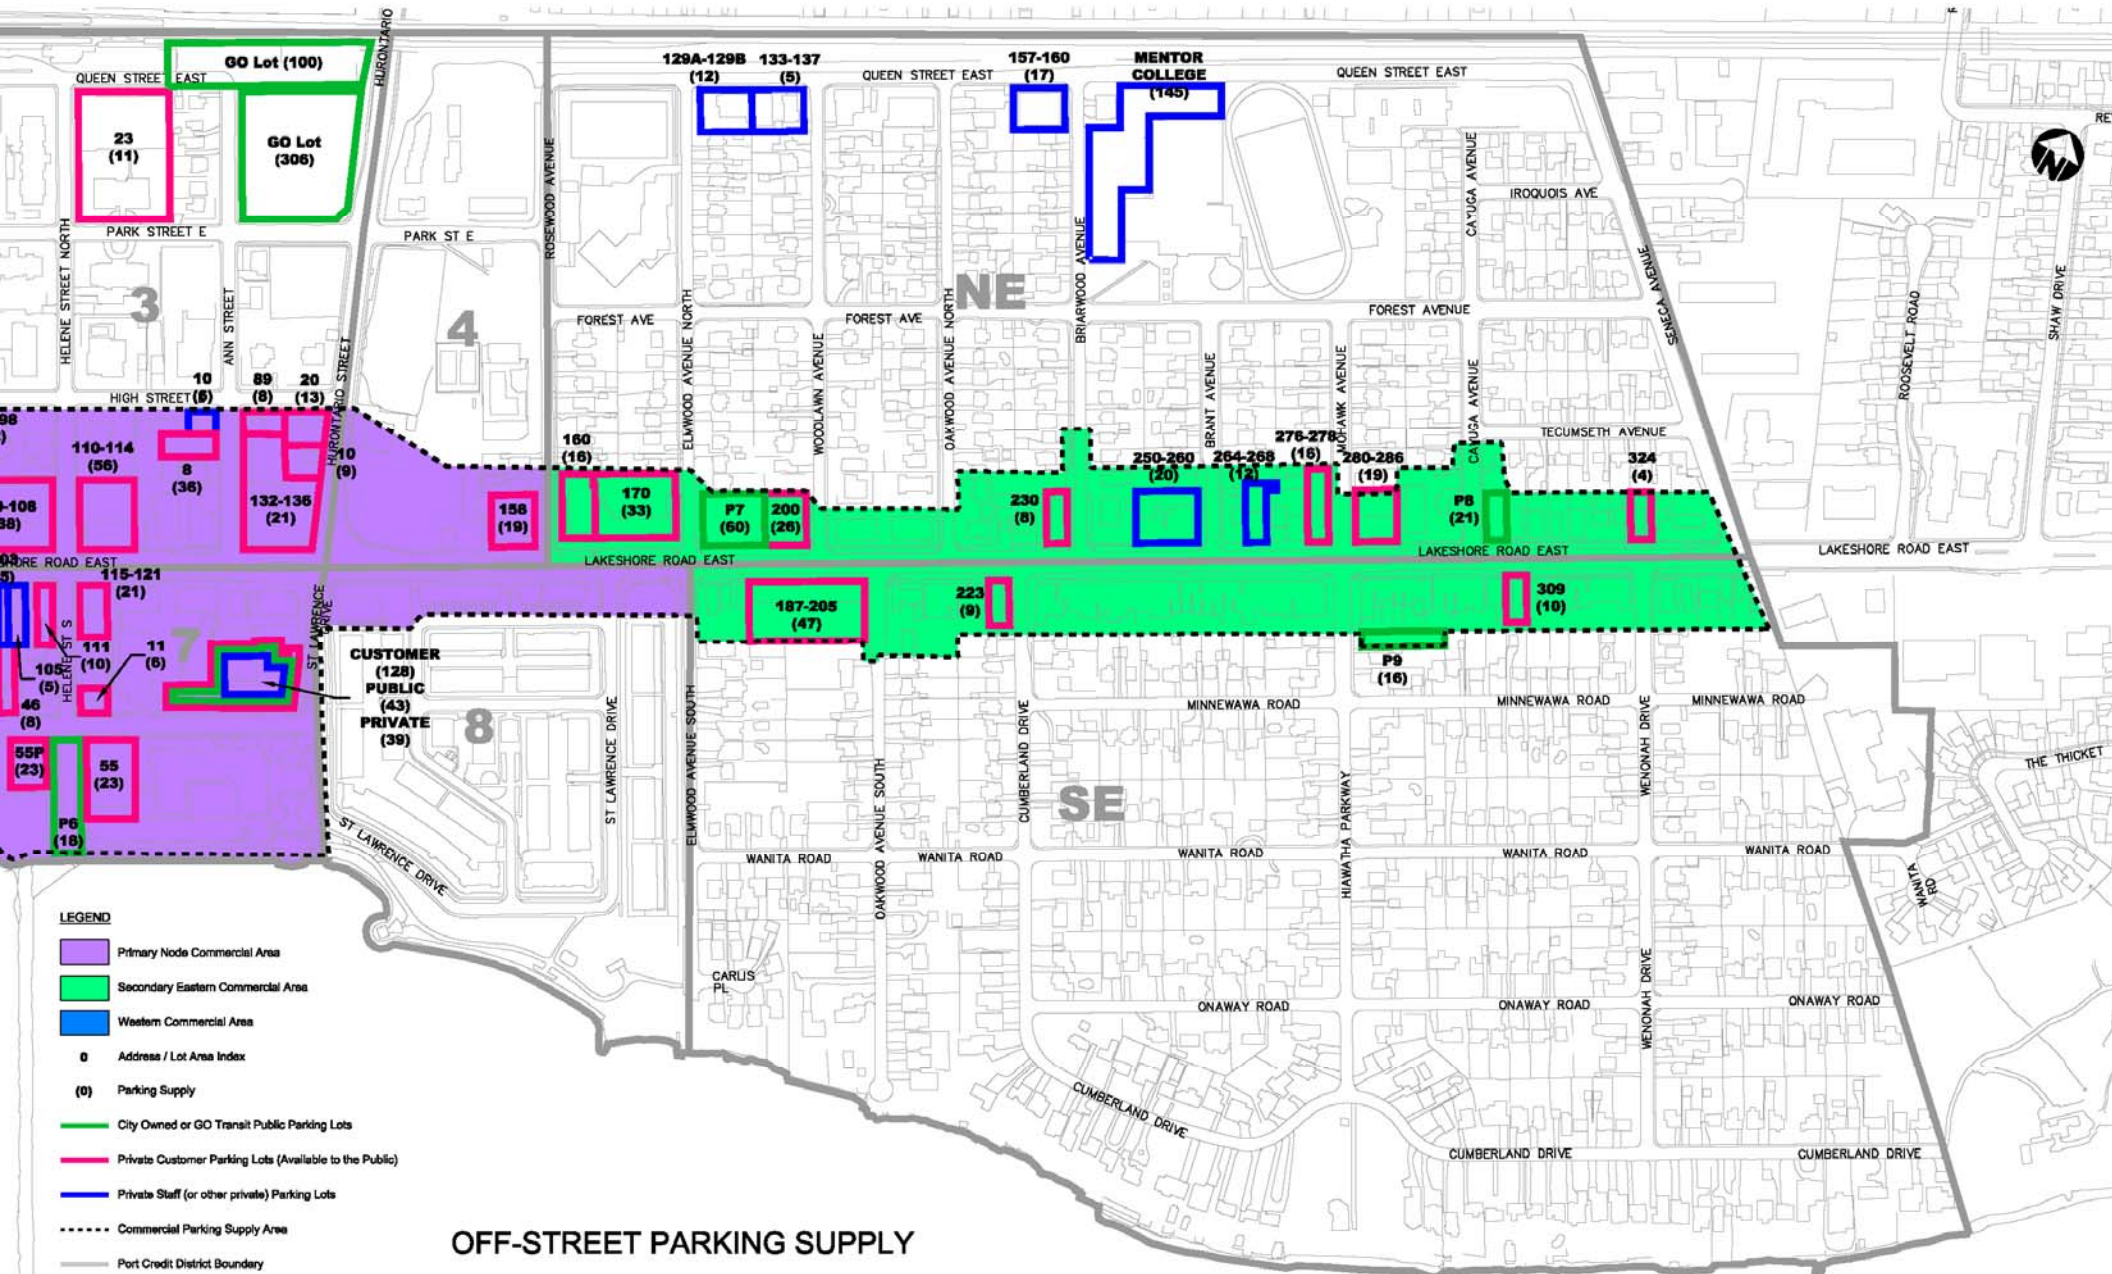 HURONTARIO
GO Lot (100)
QUEEN STREET EAST
129A-129B
(12)
133-137
(5)
QUEEN STREET EAST
157-160
(17)
MENTOR
COLLEGE
(145)
QUEEN STREET EAST
23
(11)
GO Lot
(306)
ROSEWOOD AVENUE
CAYUGA AVENUE
IROQUOIS AVE
N
HELENE STREET NORTH
PARK STREET E
PARK ST E
BRIARWOOD AVENUE
SENECA AVENUE
ROOSEVELT ROAD
SHAW DRIVE
3
4
NE
ANN STREET
FOREST AVE
ELMWOOD AVENUE NORTH
FOREST AVE
WOODLAWN AVENUE
OAKWOOD AVENUE NORTH
FOREST AVENUE
BRANT AVENUE
MOHAWK AVENUE
CAYUGA AVENUE
HURONTARIO STREET
10
(6)
89
(8)
20
(13)
HIGH STREET
TECUMSETH AVENUE
110-114
(56)
8
(36)
10
(9)
132-136
(21)
158
(19)
160
(16)
170
(33)
P7
(60)
200
(26)
230
(8)
250-260
(20)
264-268
(12)
276-278
(16)
280-286
(19)
P8
(21)
324
(4)
LAKESHORE ROAD EAST
LAKESHORE ROAD EAST
LAKESHORE ROAD EAST
115-121
(21)
ST LAWRENCE
DRIVE
187-205
(47)
223
(9)
309
(10)
HELENE ST S
7
111
(10)
11
(6)
105
(5)
46
(8)
CUSTOMER
(128)
PUBLIC
(43)
PRIVATE
(39)
8
P9
(16)
MINNEWAWA ROAD
MINNEWAWA ROAD
MINNEWAWA ROAD
ST LAWRENCE DRIVE
ELMWOOD AVENUE SOUTH
OAKWOOD AVENUE SOUTH
CUMBERLAND DRIVE
SE
HIAWATHA PARKWAY
WENONAH DRIVE
THE THICKET
55P
(23)
55
(23)
P6
(18)
ST LAWRENCE DRIVE
WANITA ROAD
WANITA ROAD
WANITA ROAD
WANITA ROAD
WANITA ROAD
WANITA
RD
CARLIS
PL
ONAWAY ROAD
ONAWAY ROAD
ONAWAY ROAD
WENONAH DRIVE
CUMBERLAND DRIVE
CUMBERLAND DRIVE
CUMBERLAND DRIVE
LEGEND
Primary Node Commercial Area
Secondary Eastern Commercial Area
Western Commercial Area
0 Address / Lot Area Index
(0) Parking Supply
City Owned or GO Transit Public Parking Lots
Private Customer Parking Lots (Available to the Public)
Private Staff (or other private) Parking Lots
Commercial Parking Supply Area
Port Credit District Boundary
OFF-STREET PARKING SUPPLY